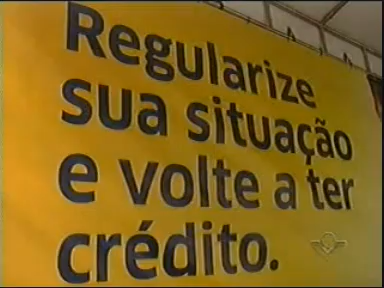 Regularize
sua situação
e volte a ter
crédito.